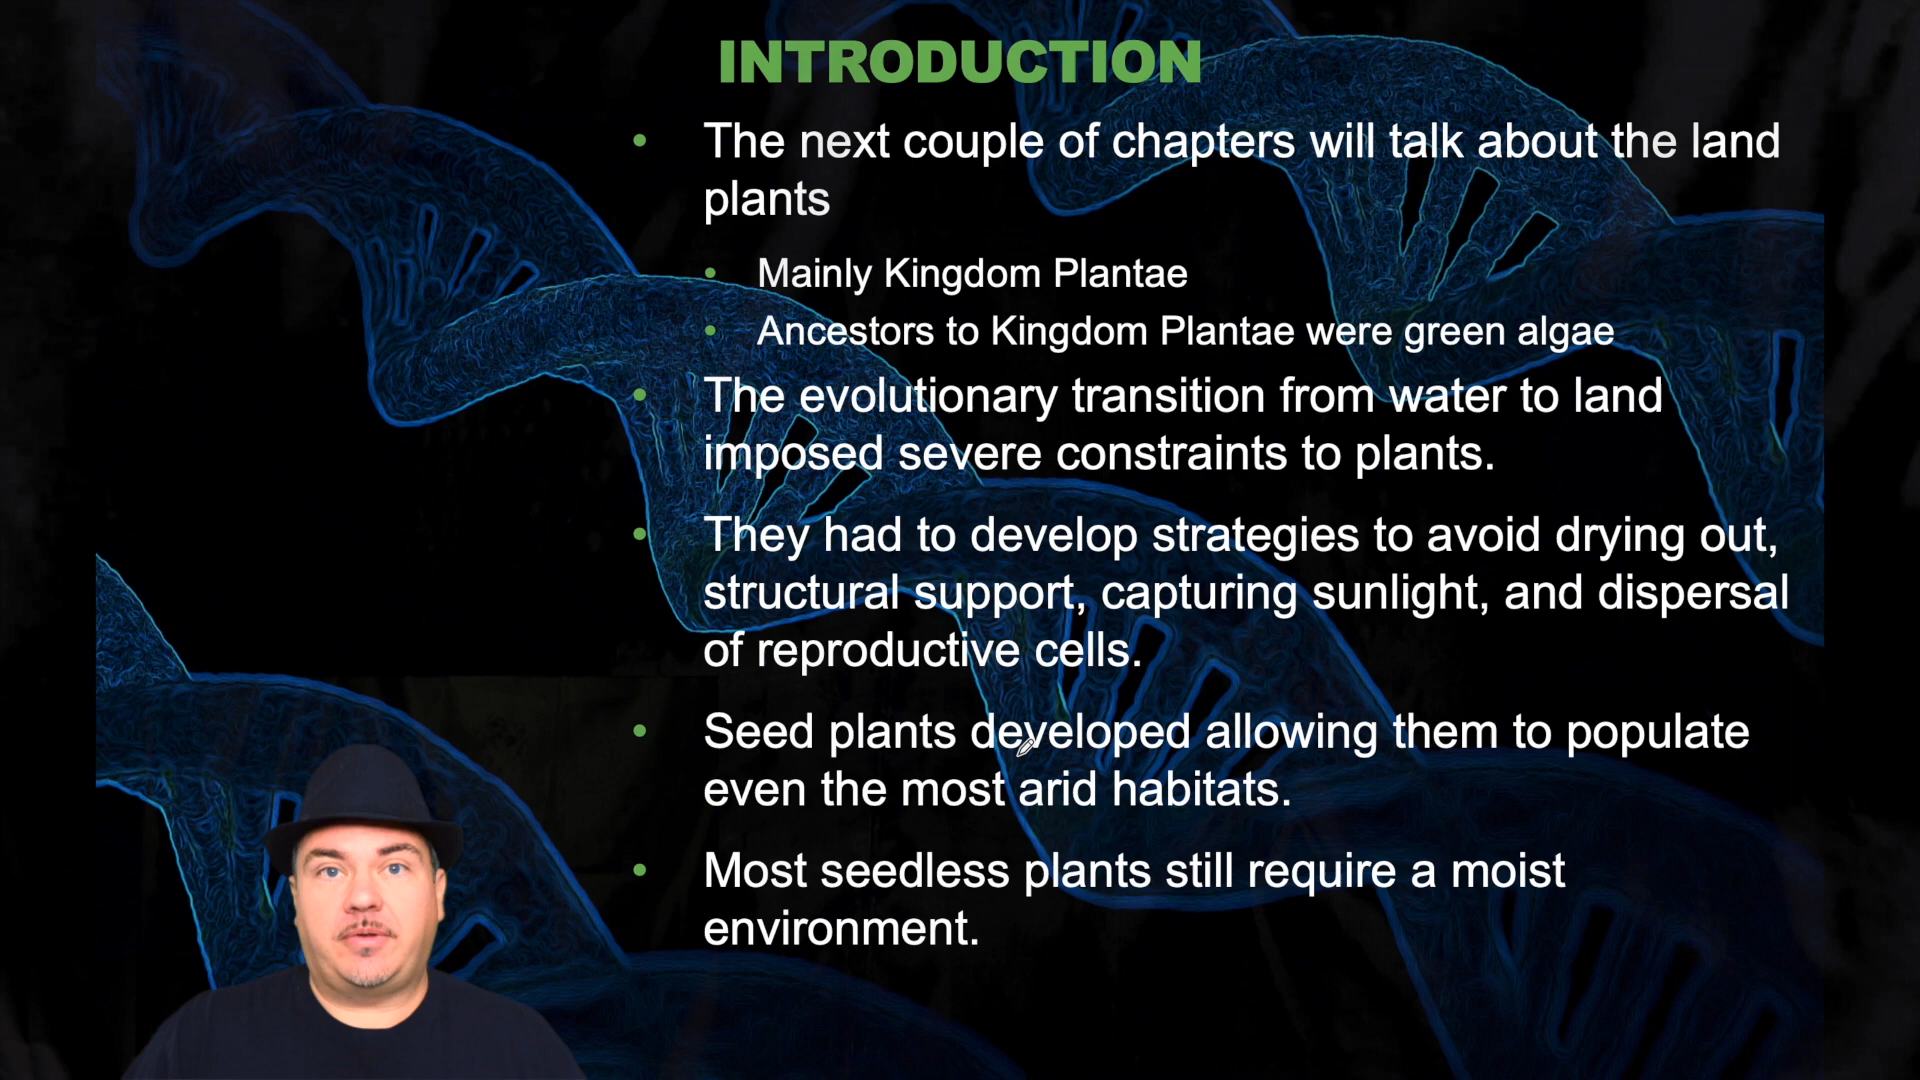 INTRODUCTION
• The next couple of chapters will talk about the land
plants
• Mainly Kingdom Plantae
• Ancestors to Kingdom Plantae were green algae
• The evolutionary transition from water to land
imposed severe constraints to plants.
• They had to develop strategies to avoid drying out,
structural support, capturing sunlight, and dispersal
of reproductive cells.
• Seed plants developed allowing them to populate
even the most arid habitats.
• Most seedless plants still require a moist
environment.